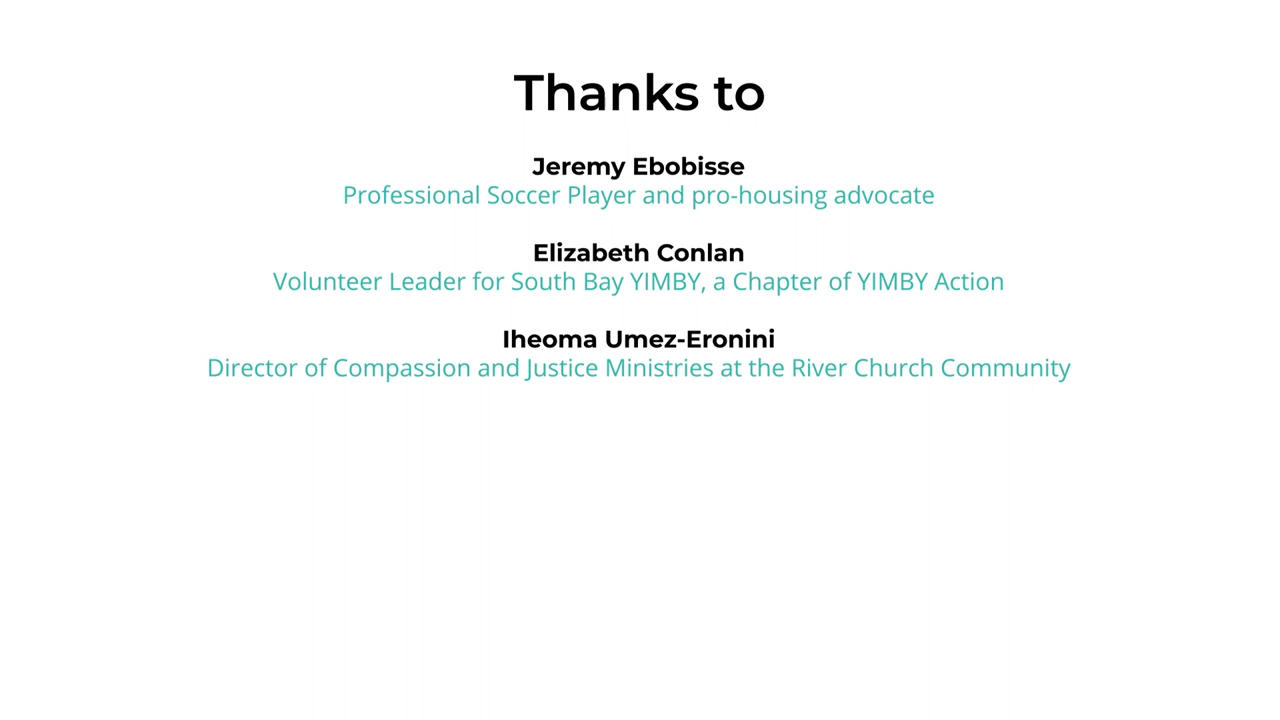 Thanks to
Jeremy Ebobisse
Professional Soccer Player and pro-housing advocate
Elizabeth Conlan
Volunteer Leader for South Bay YIMBY, a Chapter of YIMBY Action
Iheoma Umez-Eronini
Director of Compassion and Justice Ministries at the River Church Community